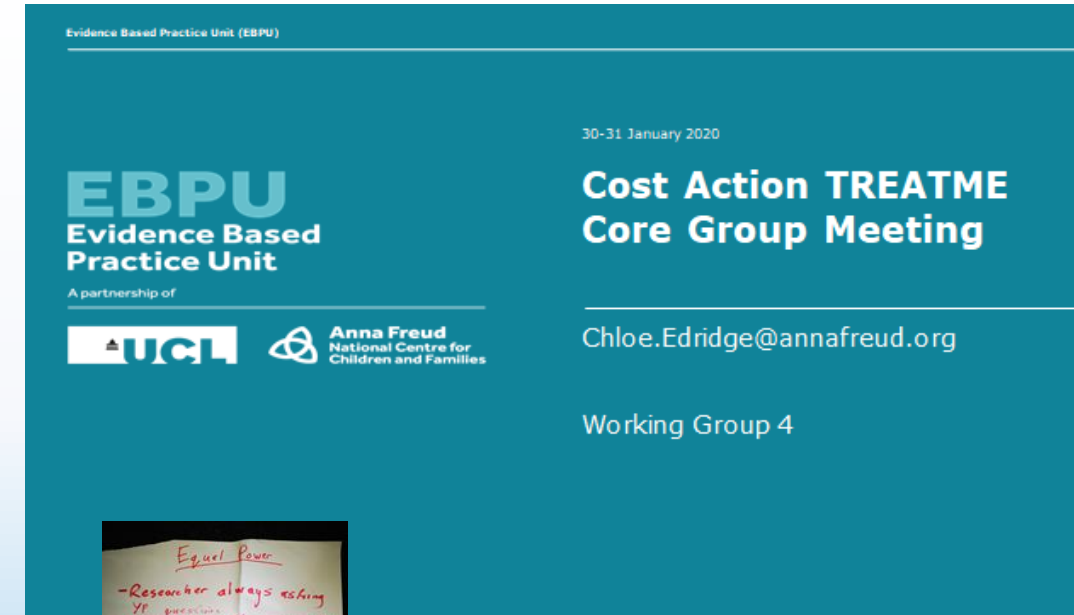 Evidence Based Practice Unit (EBPU)
EBPU
Evidence Based
Practice Unit
A partnership of
UCL
Anna Freud
National Centre for
Children and Families
30-31 January 2020
Cost Action TREATME
Core Group Meeting
Chloe.Edridge@annafreud.org
Working Group 4
Equel Power
-Researcher always asking
YP